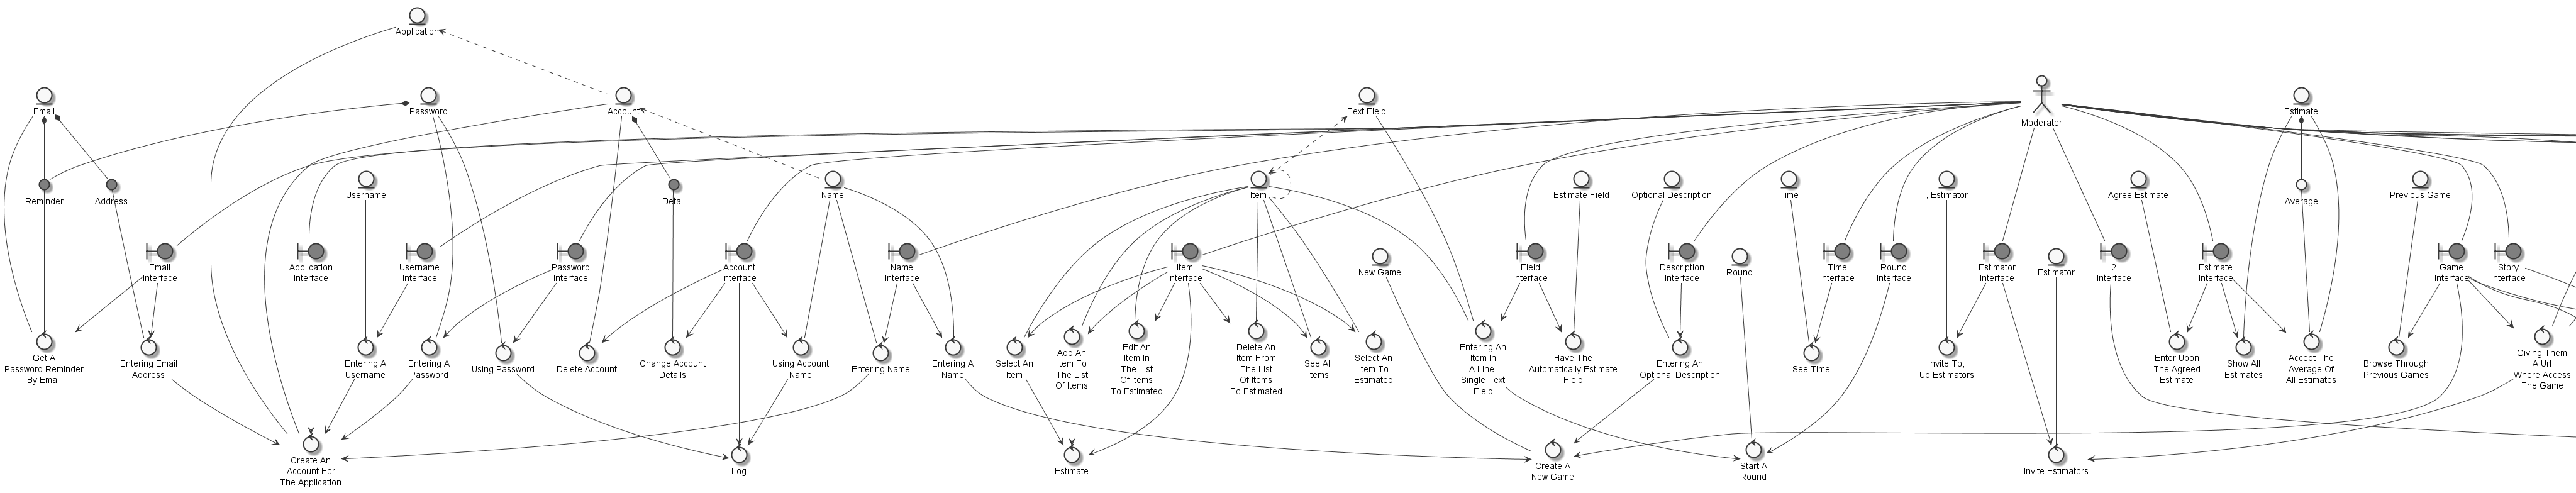 Application
Email
Password
Account
Text Field
Moderator
Estimate
Reminder
Address
Username
Detail
Name
Item
Estimate Field
Optional Description
Time
, Estimator
Agree Estimate
Average
Previous Game
Email
Interface
Application
Interface
Username
Interface
Password
Interface
Account
Interface
Name
Interface
Item
Interface
New Game
Field
Interface
Description
Interface
Round
Time
Interface
Round
Interface
Estimator
Interface
Estimator
2
Interface
Estimate
Interface
Game
Interface
Story
Interface
Get A
Password Reminder
By Email
Entering Email
Address
Entering A
Username
Entering A
Password
Using Password
Delete Account
Change Account
Details
Using Account
Name
Entering Name
Entering A
Name
Select An
Item
Add An
Item To
The List
Of Items
Edit An
Item In
The List
Of Items
To Estimated
Delete An
Item From
The List
Of Items
To Estimated
See All
Items
Select An
Item To
Estimated
Entering An
Item In
A Line,
Single Text
Field
Have The
Automatically Estimate
Field
Entering An
Optional Description
See Time
Invite To,
Up Estimators
Enter Upon
The Agreed
Estimate
Show All
Estimates
Accept The
Average Of
All Estimates
Browse Through
Previous Games
Giving Them
A Url
Where Access
The Game
Create An
Account For
The Application
Log
Estimate
Create A
New Game
Start A
Round
Invite Estimators